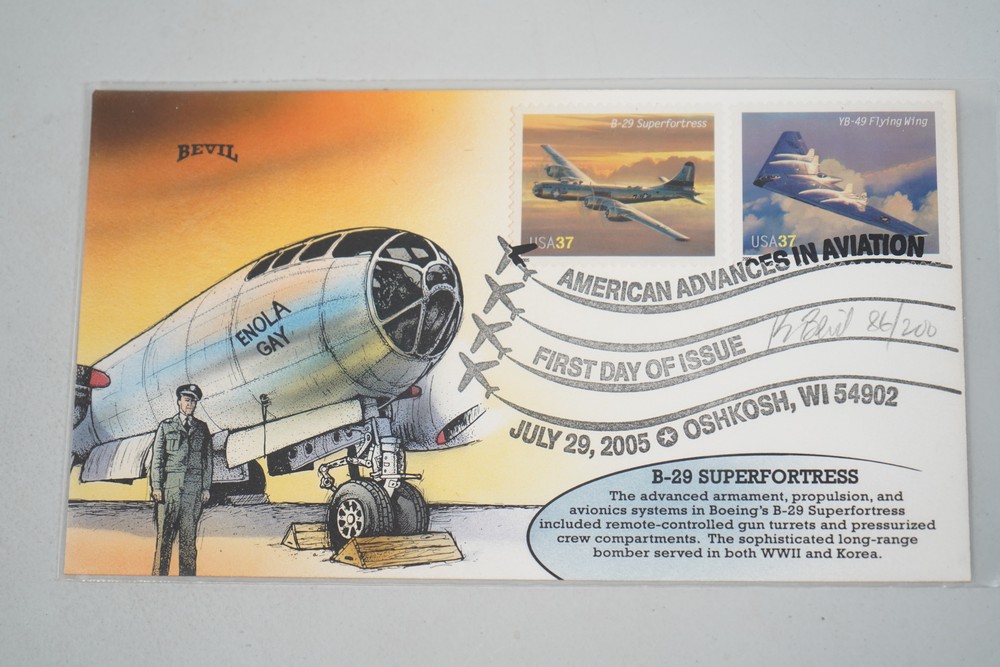 BEVIL
B-29 Superfortress
USA37
YB-49 Flying Wing
USA37
ENOLA
GAY
AMERICAN ADVANCES IN AVIATION
FIRST DAY OF ISSUE
Bevil 86/200
JULY 29, 2005 OSHKOSH, WI 54902
B-29 SUPERFORTRESS
The advanced armament, propulsion, and
avionics systems in Boeing's B-29 Superfortress
included remote-controlled gun turrets and pressurized
crew compartments. The sophisticated long-range
bomber served in both WWII and Korea.